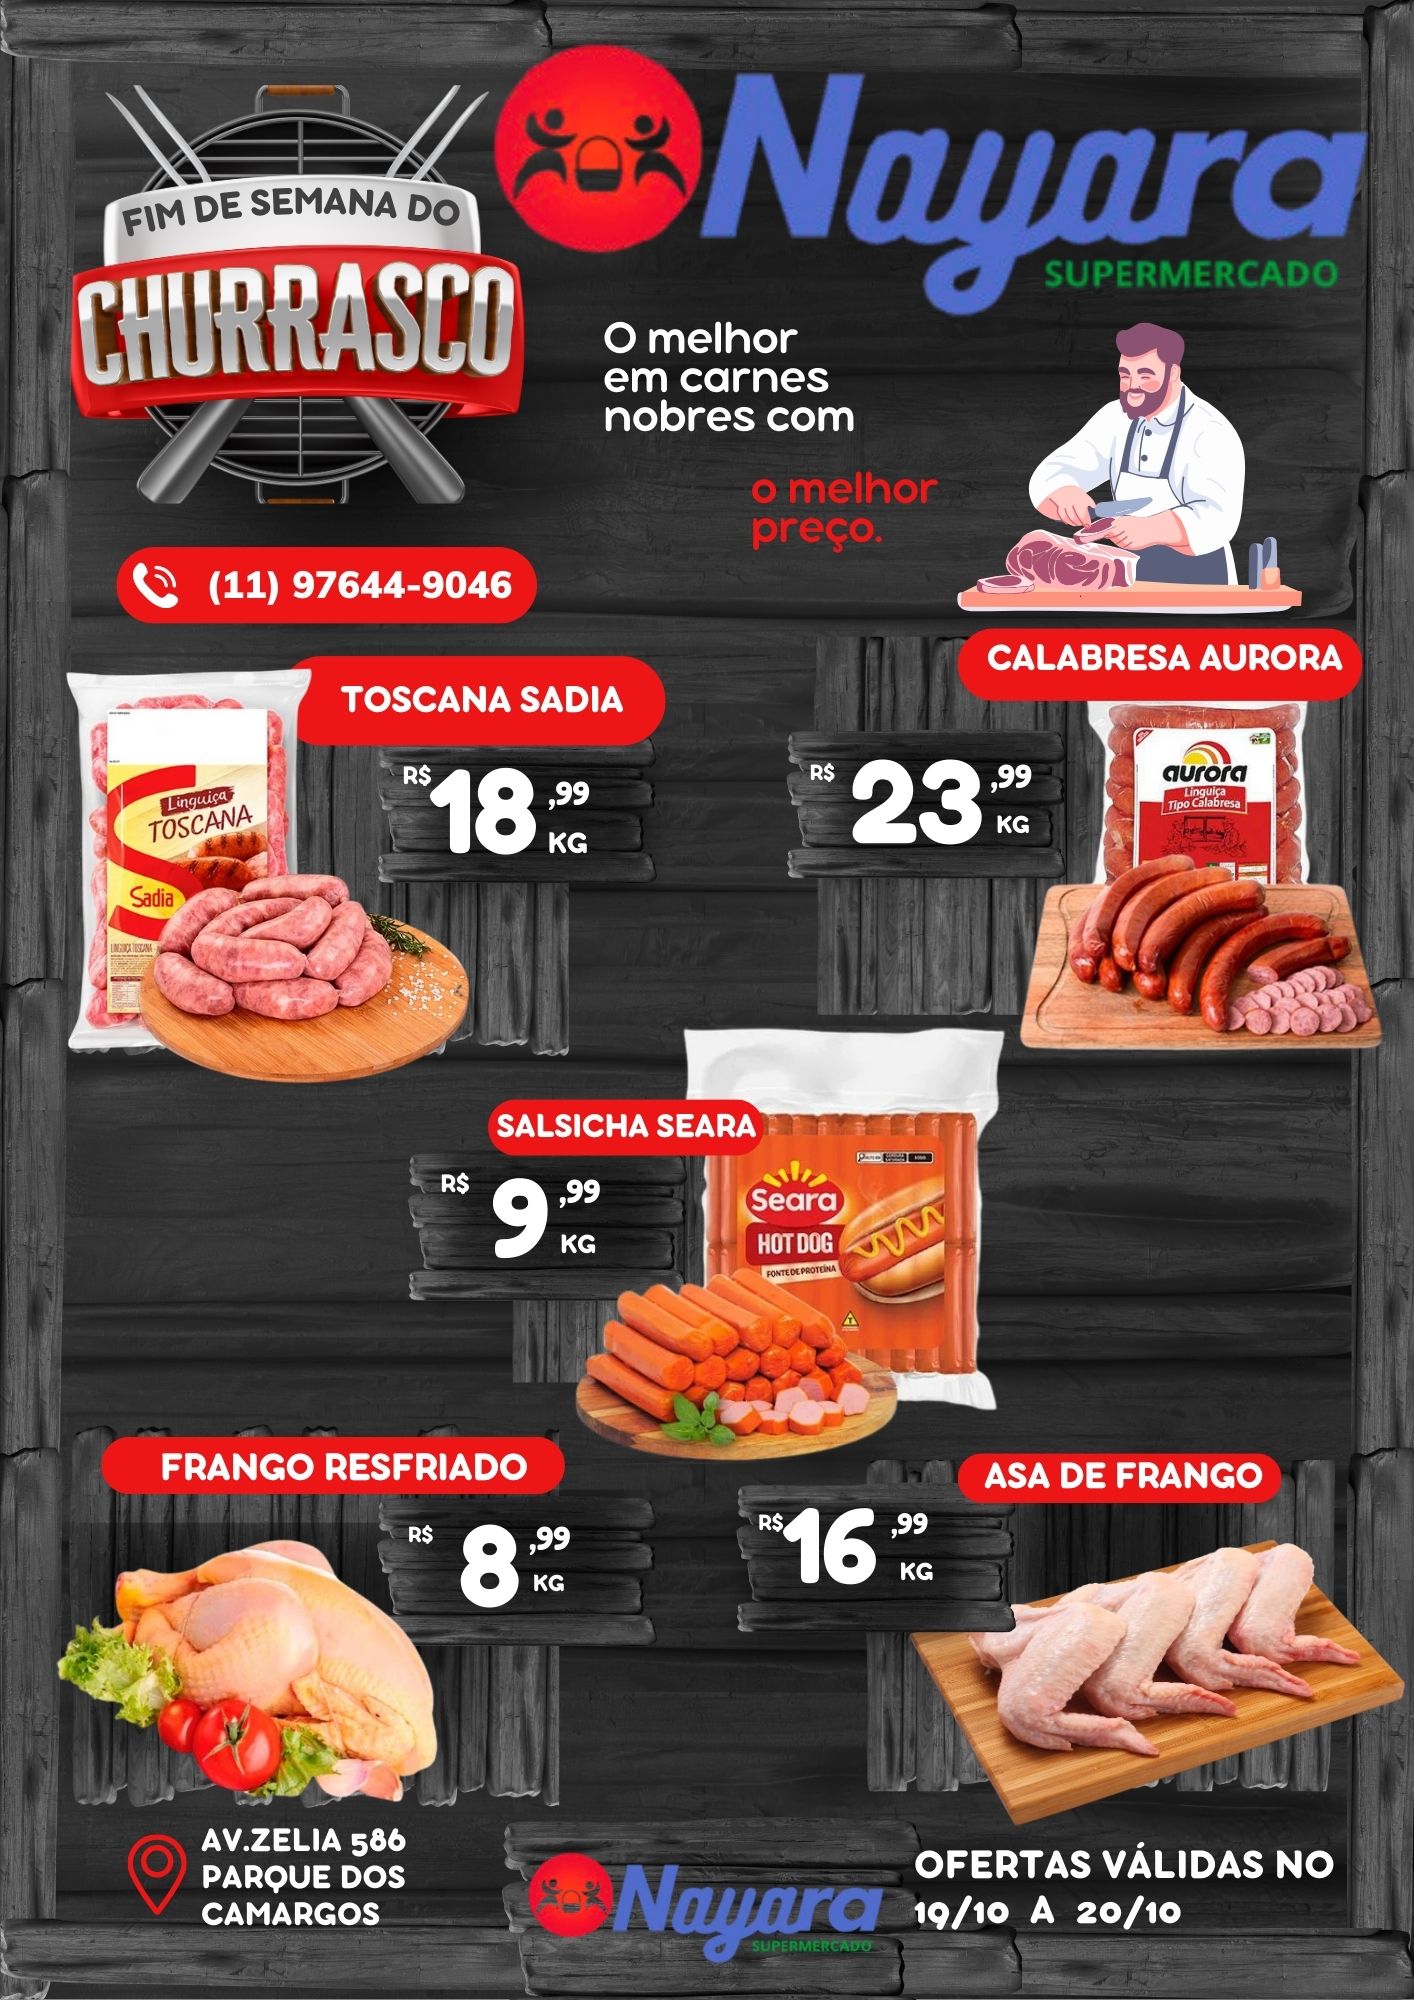 FIM DE SEMANA DO
CHURRASCO
Nayara
SUPERMERCADO
O melhor
em carnes
nobres com
o melhor
preço.
(11) 97644-9046
TOSCANA SADIA
R$ 18,99
KG
Linguiça
TOSCANA
Sadia
CALABRESA AURORA
R$ 23,99
KG
aurora
Linguiça
Tipo Calabresa
SALSICHA SEARA
R$ 9,99
KG
Seara
HOT DOG
FONTE DE PROTEÍNA
FRANGO RESFRIADO
R$ 8,99
KG
ASA DE FRANGO
R$ 16,99
KG
AV.ZELIA 586
PARQUE DOS
CAMARGOS
Nayara
SUPERMERCADO
OFERTAS VÁLIDAS NO
19/10 A 20/10